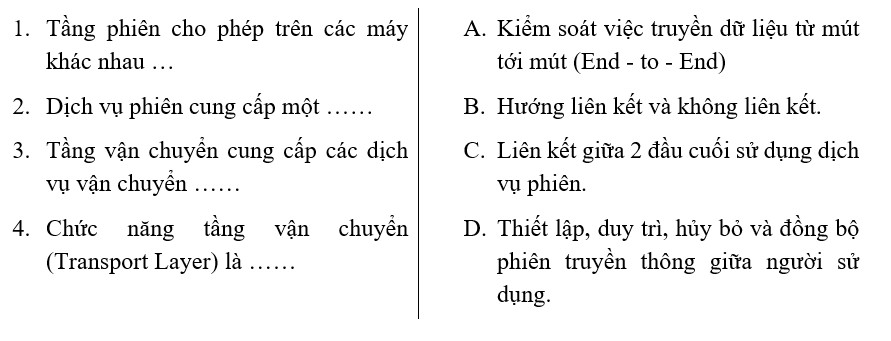 1. Tầng phiên cho phép trên các máy
khác nhau …
2. Dịch vụ phiên cung cấp một ……
3. Tầng vận chuyển cung cấp các dịch
vụ vận chuyển ……
4. Chức năng tầng vận chuyển
(Transport Layer) là ……
A. Kiểm soát việc truyền dữ liệu từ mút
tới mút (End - to - End)
B. Hướng liên kết và không liên kết.
C. Liên kết giữa 2 đầu cuối sử dụng dịch
vụ phiên.
D. Thiết lập, duy trì, hủy bỏ và đồng bộ
phiên truyền thông giữa người sử
dụng.